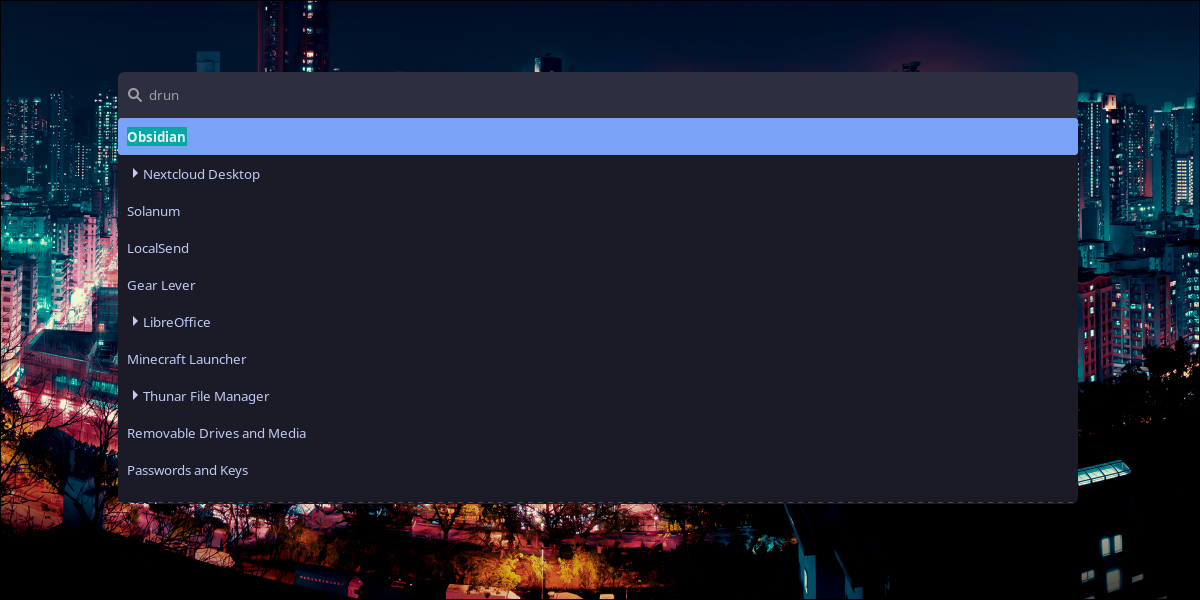 drun
Obsidian
Nextcloud Desktop
Solanum
LocalSend
Gear Lever
LibreOffice
Minecraft Launcher
Thunar File Manager
Removable Drives and Media
Passwords and Keys